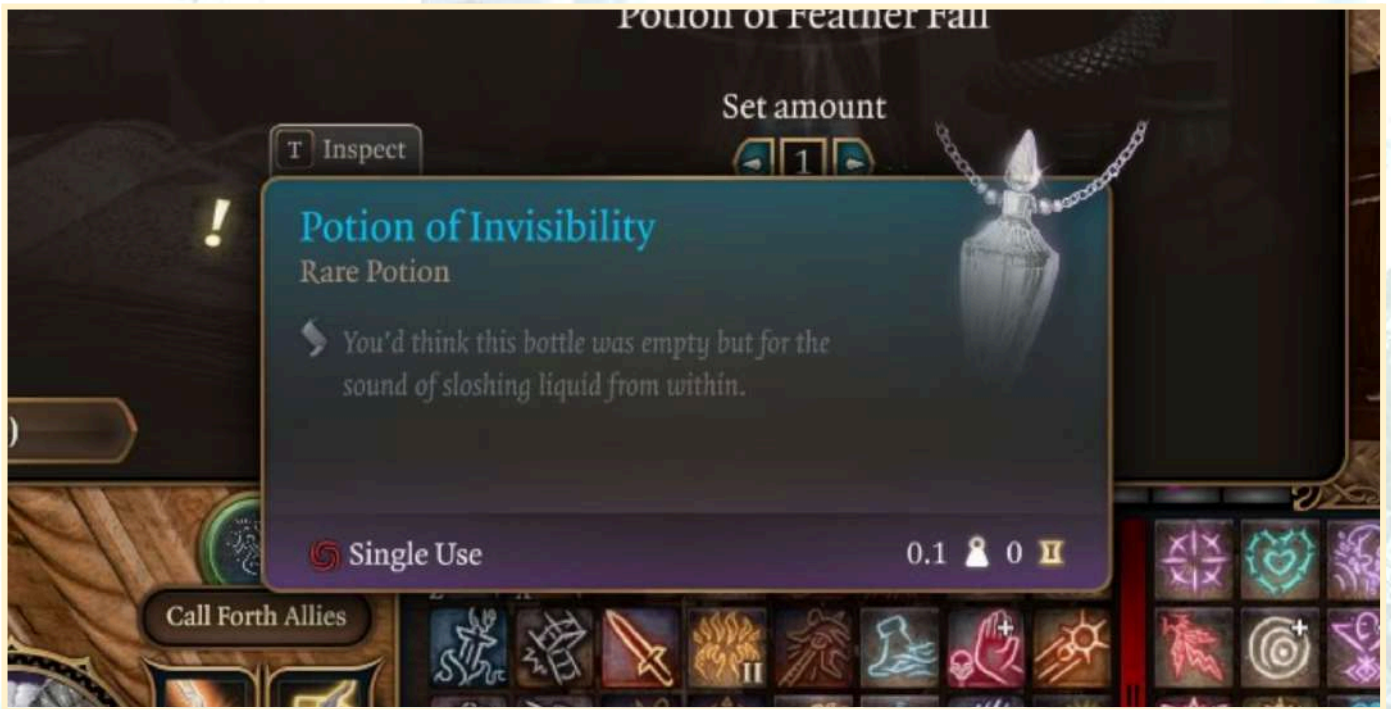 Potion of Feather Fall
Set amount
T Inspect
1
Potion of Invisibility
Rare Potion
You'd think this bottle was empty but for the
sound of sloshing liquid from within.
Single Use
0.1 0
Call Forth Allies
II